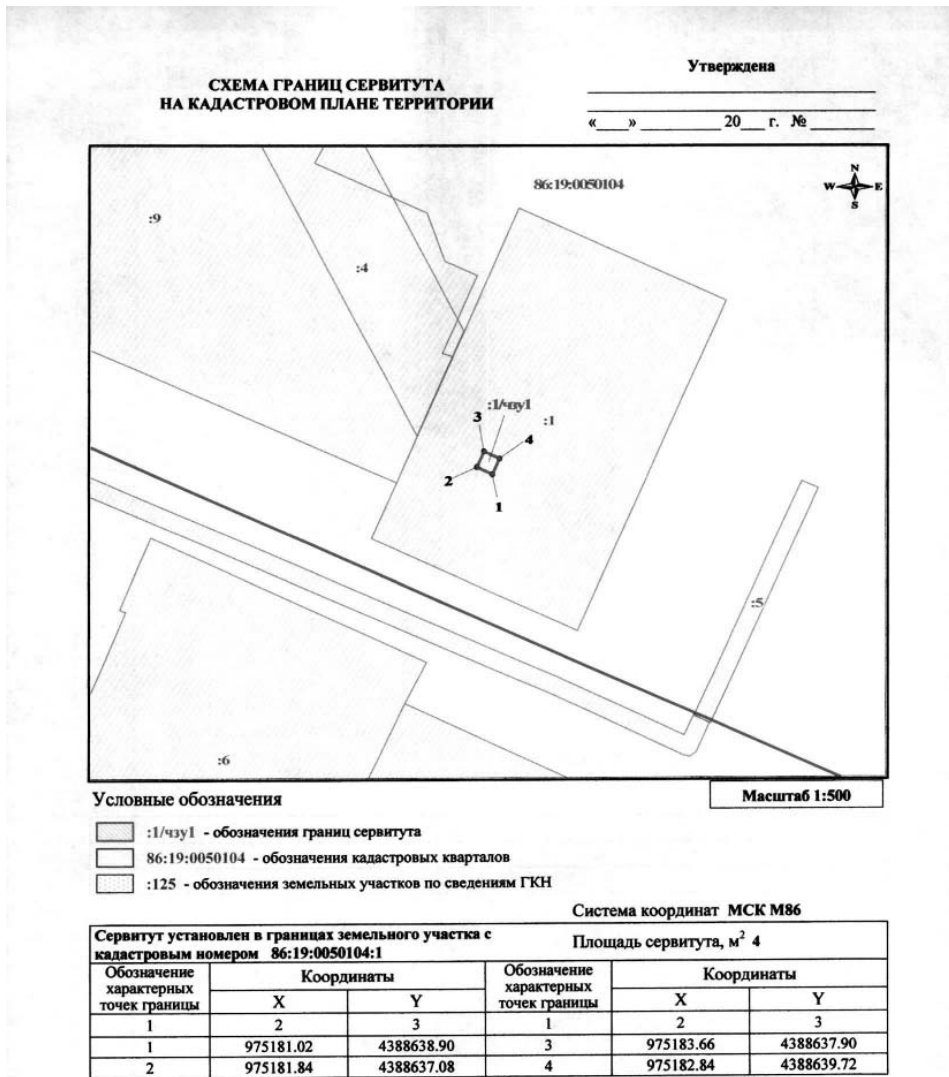 Утверждена
СХЕМА ГРАНИЦ СЕРВИТУТА
НА КАДАСТРОВОМ ПЛАНЕ ТЕРРИТОРИИ
«___» ________ 20__ г. № ______
86:19:0050104
N
W E
S
:9
:4
:1/чзу1
3 :1
4
2
1
:5
:6
Условные обозначения
Масштаб 1:500
:1/чзу1 - обозначения границ сервитута
86:19:0050104 - обозначения кадастровых кварталов
:125 - обозначения земельных участков по сведениям ГКН
Система координат МСК М86
Сервитут установлен в границах земельного участка с
кадастровым номером 86:19:0050104:1
Площадь сервитута, м² 4
Обозначение характерных точек границы Координаты Обозначение характерных точек границы Координаты
X Y X Y
1 2 3 1 2 3
1 975181.02 4388638.90 3 975183.66 4388637.90
2 975181.84 4388637.08 4 975182.84 4388639.72